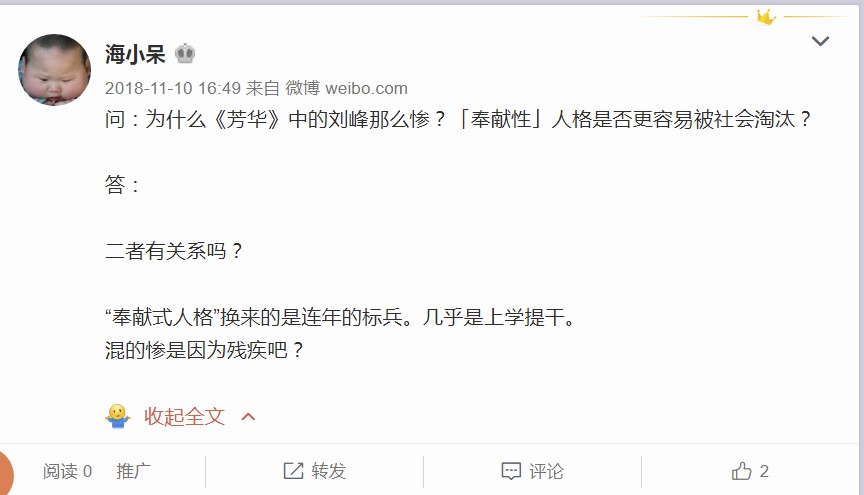 海小呆
2018-11-10 16:49 来自 微博 weibo.com
问：为什么《芳华》中的刘峰那么惨？「奉献性」人格是否更容易被社会淘汰？
答：
二者有关系吗？
“奉献式人格”换来的是连年的标兵。几乎是上学提干。
混的惨是因为残疾吧？
收起全文
阅读 0 推广 转发 评论 2